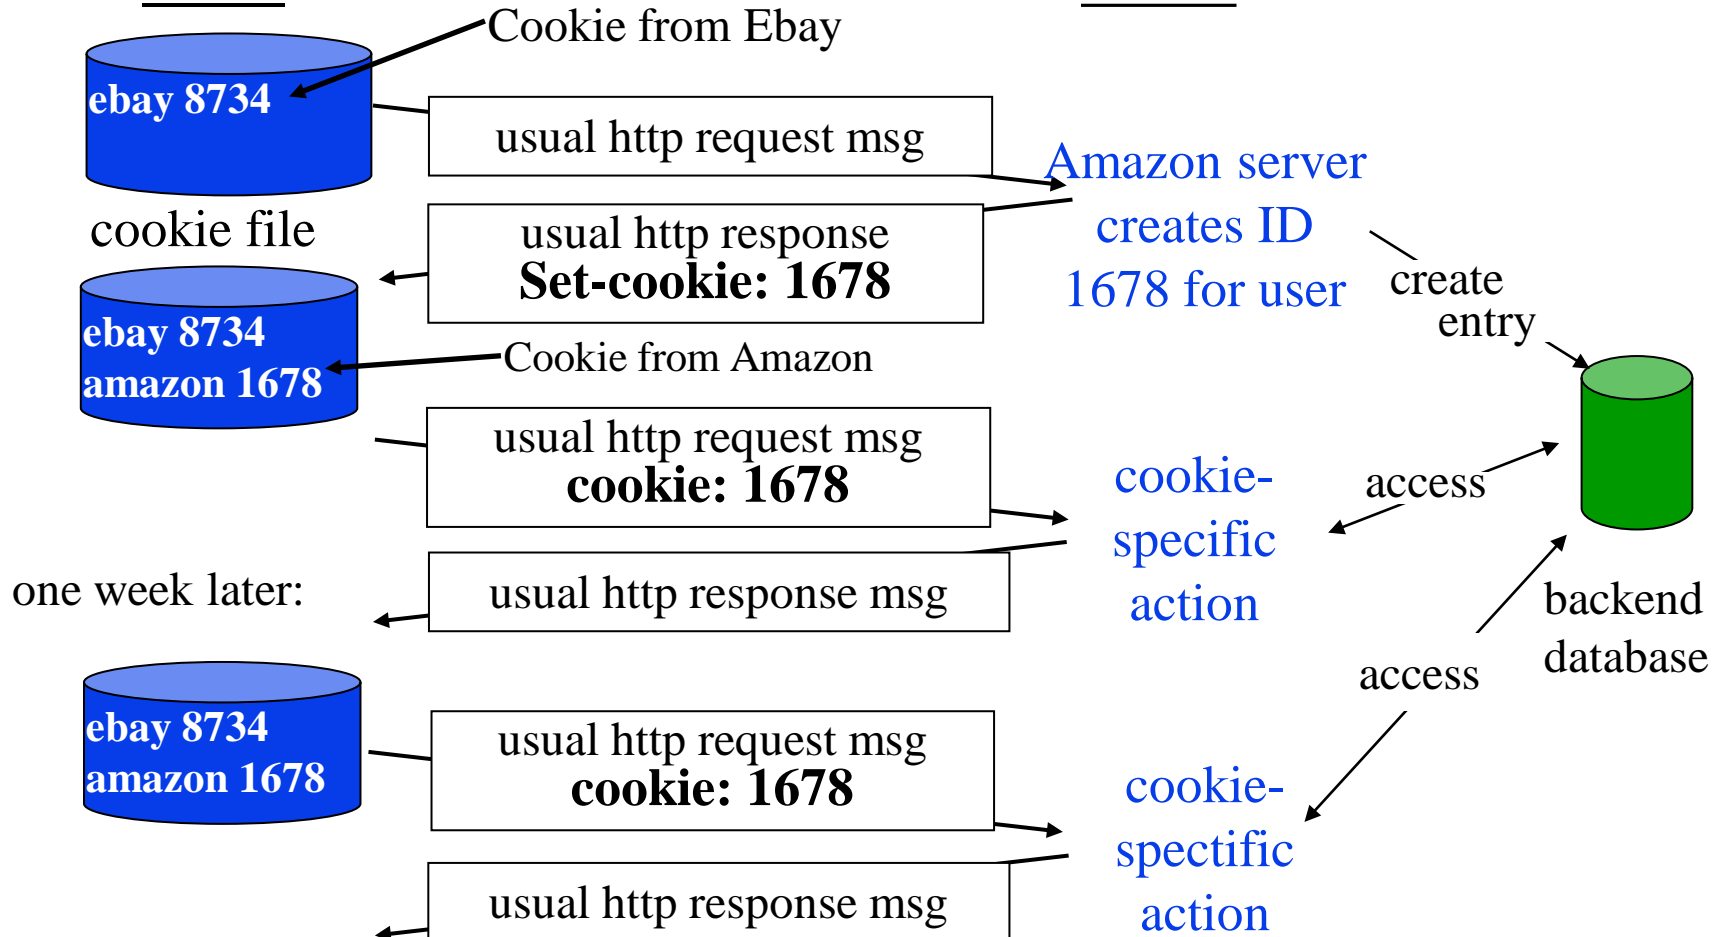 Cookie from Ebay
ebay 8734
usual http request msg
Amazon server
creates ID
1678 for user
cookie file
usual http response
Set-cookie: 1678
create
entry
ebay 8734
amazon 1678
Cookie from Amazon
usual http request msg
cookie: 1678
cookie-
specific
action
access
one week later:
usual http response msg
backend
database
access
ebay 8734
amazon 1678
usual http request msg
cookie: 1678
cookie-
spectific
action
usual http response msg